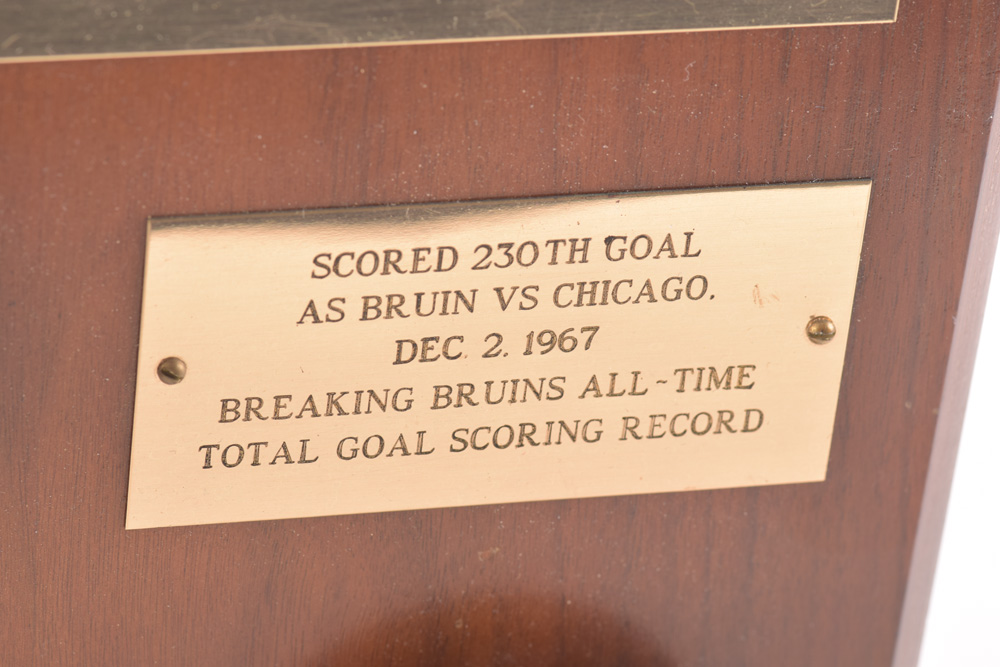 SCORED 230TH GOAL
AS BRUIN VS CHICAGO.
DEC. 2. 1967
BREAKING BRUINS ALL-TIME
TOTAL GOAL SCORING RECORD